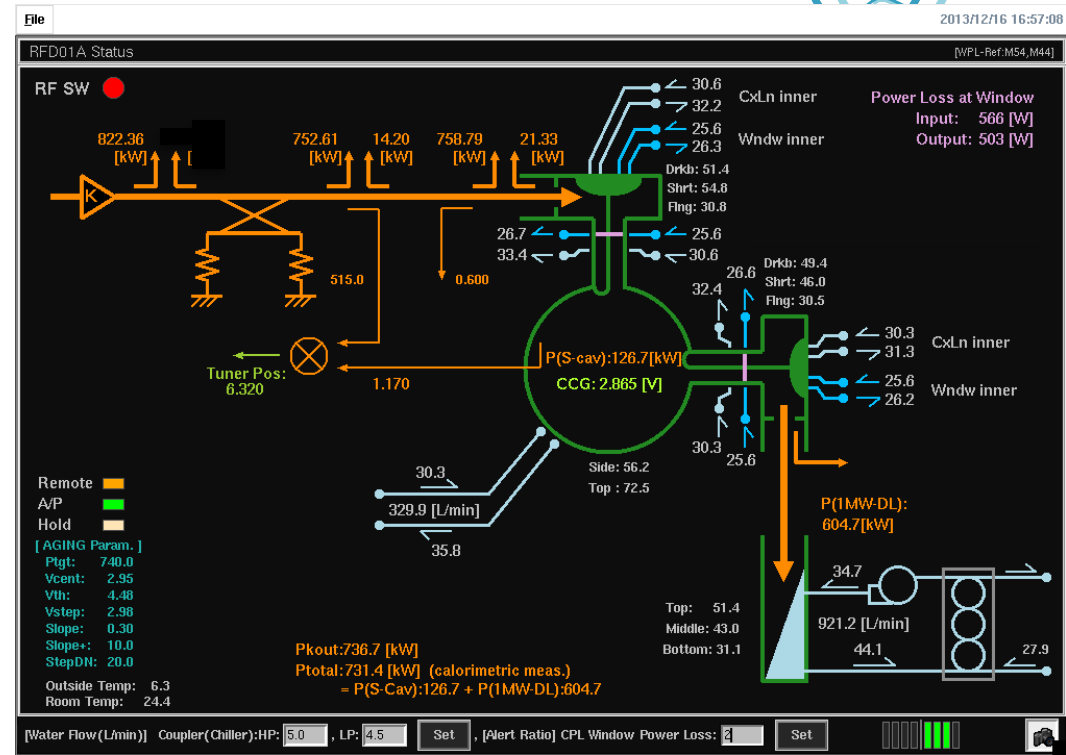 File
2013/12/16 16:57:08
RFD01A Status
[WPL-Ref:M54,M44]
RF SW
30.6
32.2
CxLn inner
25.6
26.3
Wndw inner
Power Loss at Window
Input: 566 [W]
Output: 503 [W]
822.36
[kW]
[
752.61
[kW]
14.20
[kW]
758.79
[kW]
21.33
[kW]
K
Drkb: 51.4
Shrt: 54.8
Flng: 30.8
26.7
25.6
33.4
30.6
515.0
0.600
26.6
32.4
Drkb: 49.4
Shrt: 46.0
Flng: 30.5
30.3
31.3
CxLn inner
25.6
26.2
Wndw inner
P(S-cav):126.7[kW]
CCG: 2.865 [V]
Tuner Pos:
6.320
1.170
30.3
25.6
Side: 56.2
Top : 72.5
30.3
329.9 [L/min]
35.8
P(1MW-DL):
604.7[kW]
Remote
A/P
Hold
[ AGING Param. ]
Ptgt: 740.0
Vcent: 2.95
Vth: 4.48
Vstep: 2.98
Slope: 0.30
Slope+: 10.0
StepDN: 20.0
Outside Temp: 6.3
Room Temp: 24.4
34.7
921.2 [L/min]
44.1
27.9
Top: 51.4
Middle: 43.0
Bottom: 31.1
Pkout:736.7 [kW]
Ptotal:731.4 [kW] (calorimetric meas.)
= P(S-Cav):126.7 + P(1MW-DL):604.7
[Water Flow(L/min)] Coupler(Chiller):HP: 5.0 , LP: 4.5 Set , [Alert Ratio] CPL Window Power Loss: 2 Set